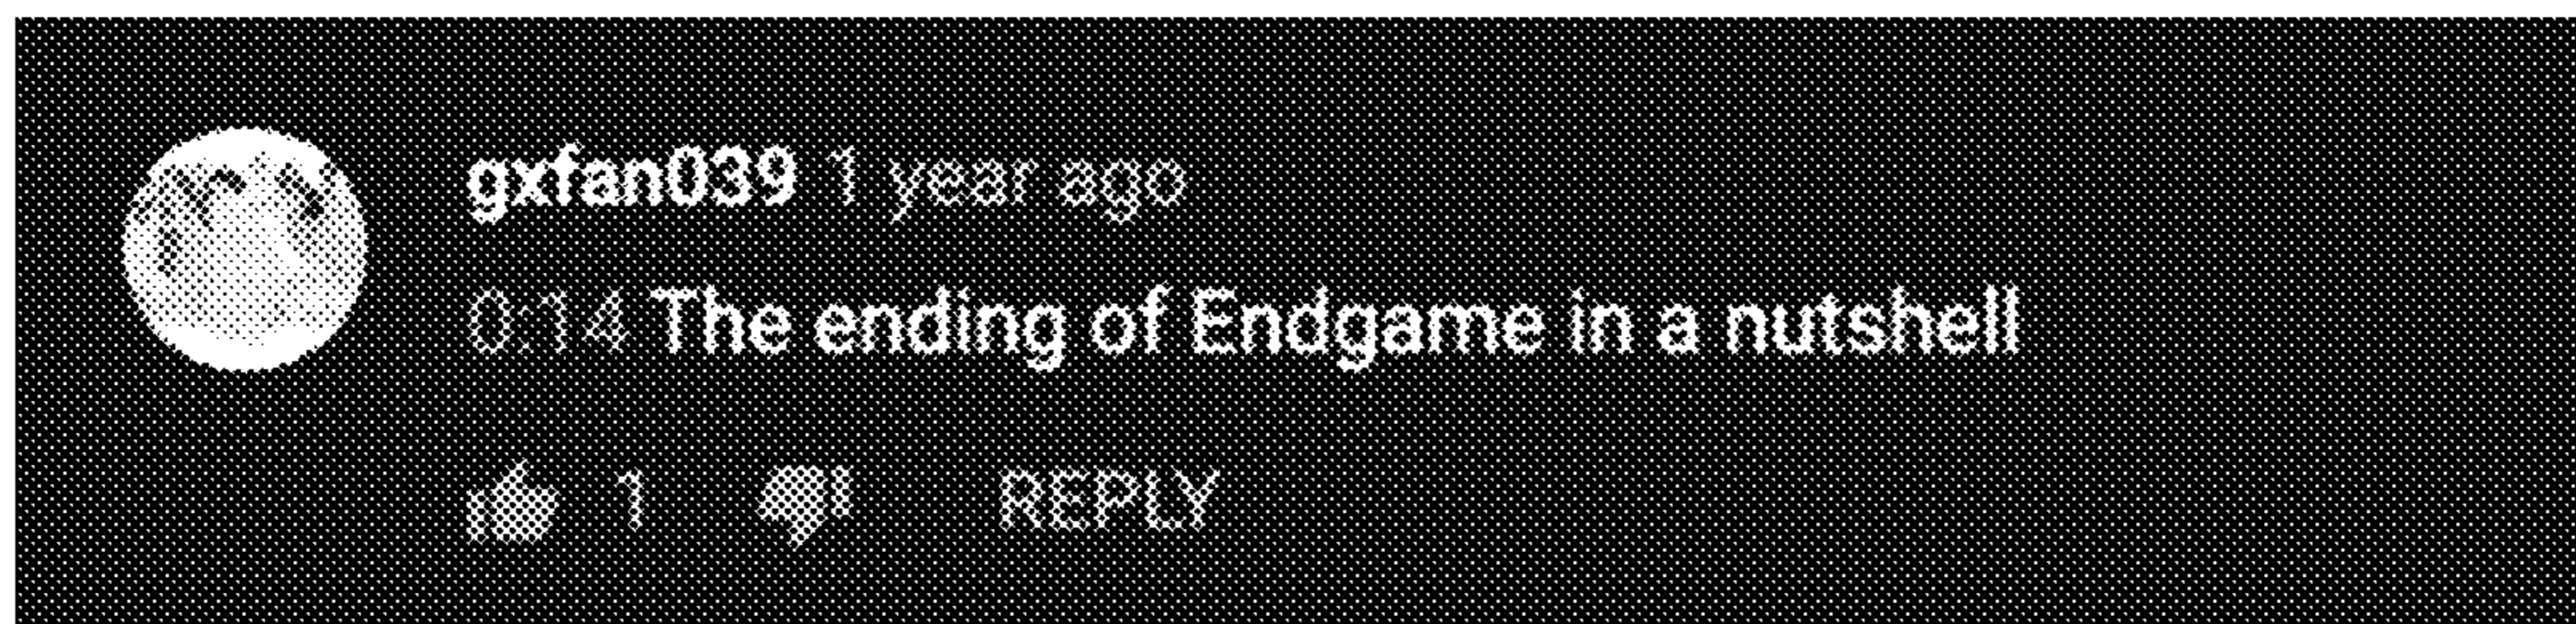 gxfan039 1 year ago
0:14 The ending of Endgame in a nutshell
1 REPLY